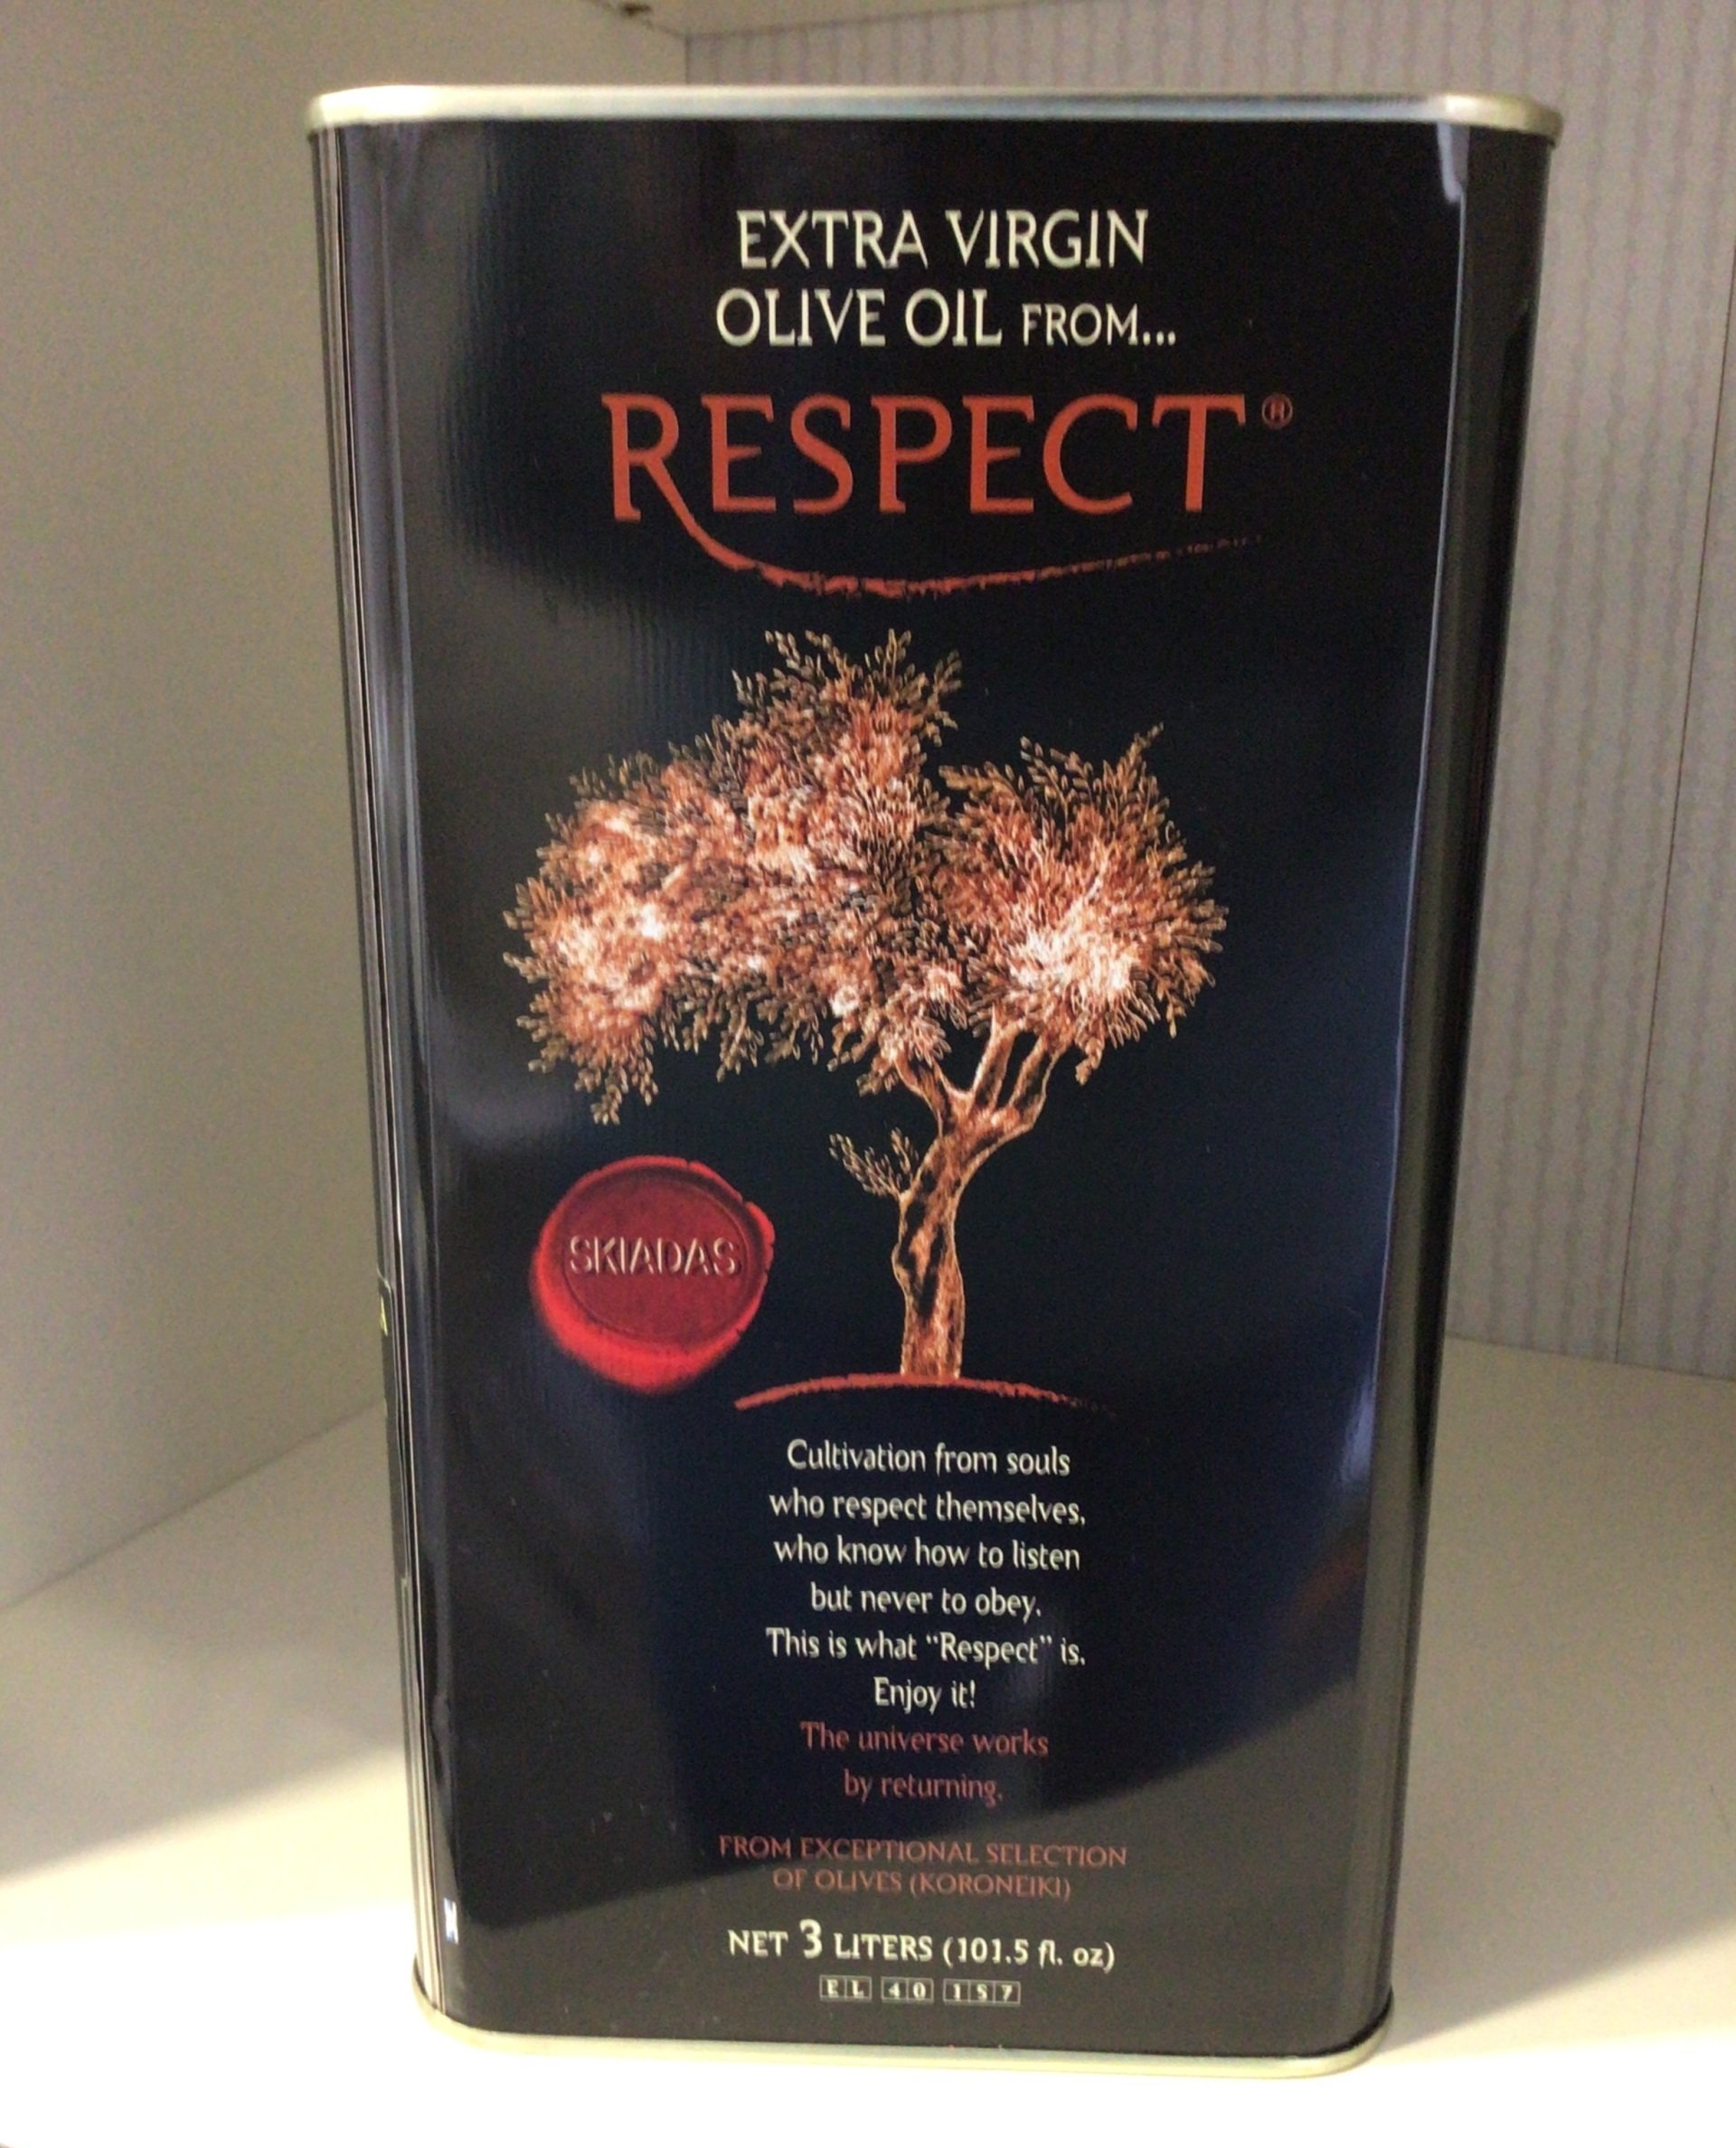 EXTRA VIRGIN
OLIVE OIL FROM...
RESPECT®
SKIADAS
Cultivation from souls
who respect themselves,
who know how to listen
but never to obey.
This is what “Respect” is.
Enjoy it!
The universe works
by returning.
FROM EXCEPTIONAL SELECTION
OF OLIVES (KORONEIKI)
NET 3 LITERS (101.5 fl. oz)
EL 40 157